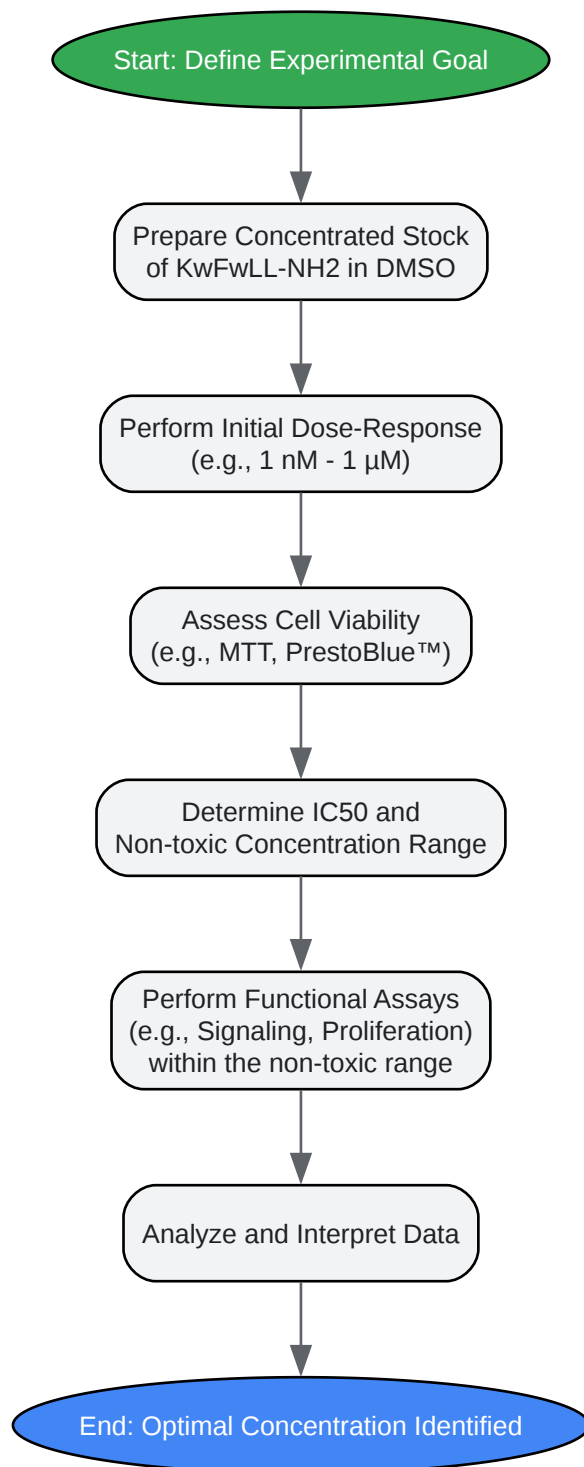 Start: Define Experimental Goal
Prepare Concentrated Stock
of KwFwLL-NH2 in DMSO
Perform Initial Dose-Response
(e.g., 1 nM - 1 µM)
Assess Cell Viability
(e.g., MTT, PrestoBlue™)
Determine IC50 and
Non-toxic Concentration Range
Perform Functional Assays
(e.g., Signaling, Proliferation)
within the non-toxic range
Analyze and Interpret Data
End: Optimal Concentration Identified